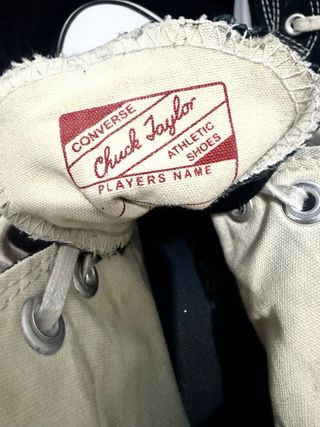 CONVERSE
Chuck Taylor
ATHLETIC
SHOES
PLAYERS NAME